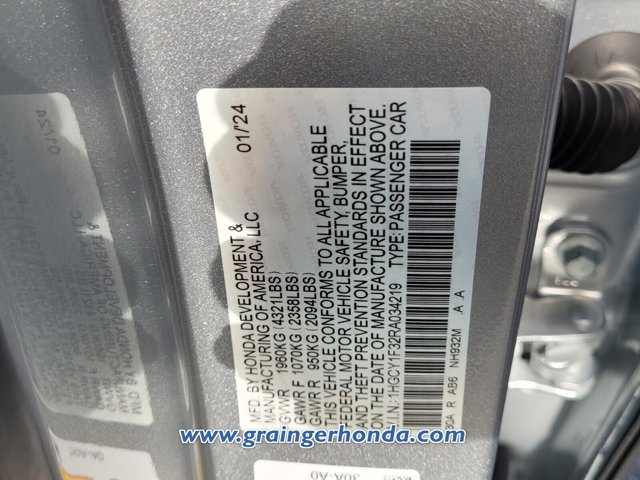 MFD. BY HONDA DEVELOPMENT & 01/'24
MANUFACTURING OF AMERICA, LLC
GVWR 1960KG (4321LBS)
GAWR F 1070KG (2358LBS)
GAWR R 950KG (2094LBS)
THIS VEHICLE CONFORMS TO ALL APPLICABLE
FEDERAL MOTOR VEHICLE SAFETY, BUMPER,
AND THEFT PREVENTION STANDARDS IN EFFECT
ON THE DATE OF MANUFACTURE SHOWN ABOVE.
V.I.N.: 1HGCY1F32RA034219 TYPE: PASSENGER CAR
30A R AB6 NH932M A A
30A-A0
www.graingerhonda.com